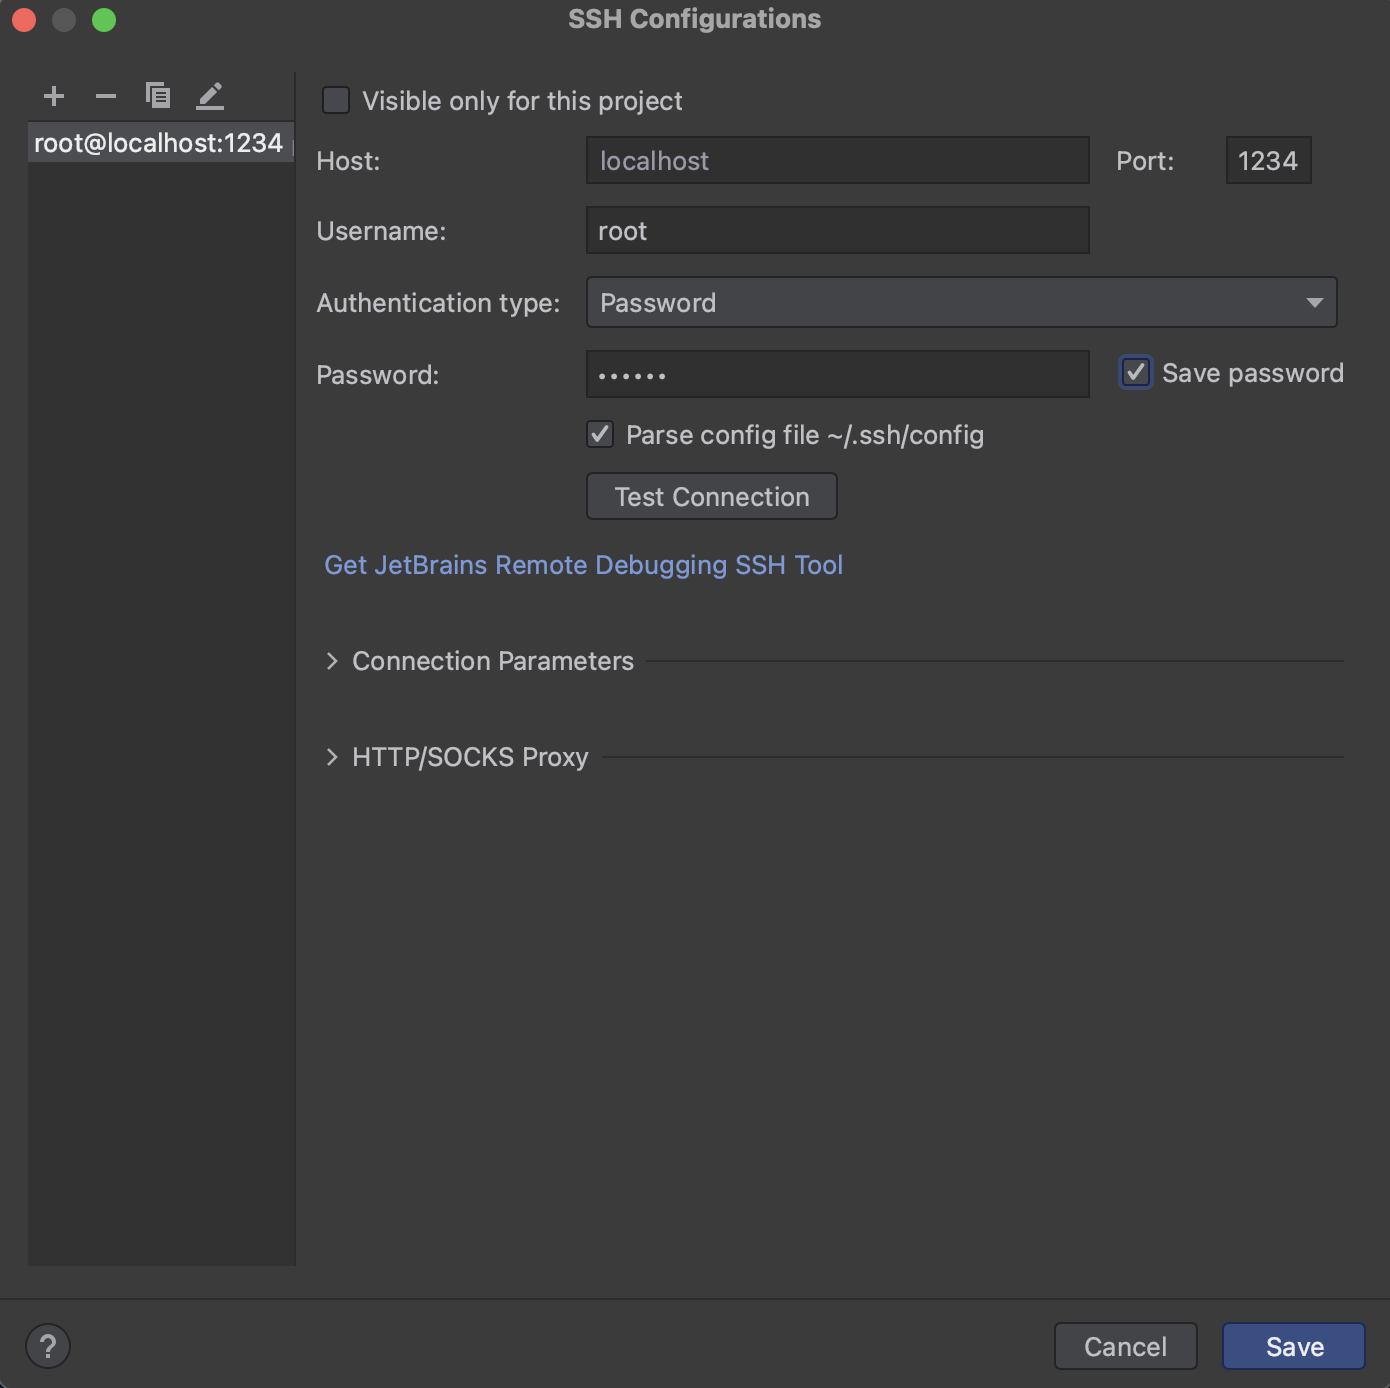 SSH Configurations
root@localhost:1234
Visible only for this project
Host: localhost Port: 1234
Username: root
Authentication type: Password
Password: •••••• Save password
Parse config file ~/.ssh/config
Test Connection
Get JetBrains Remote Debugging SSH Tool
Connection Parameters
HTTP/SOCKS Proxy
? Cancel Save